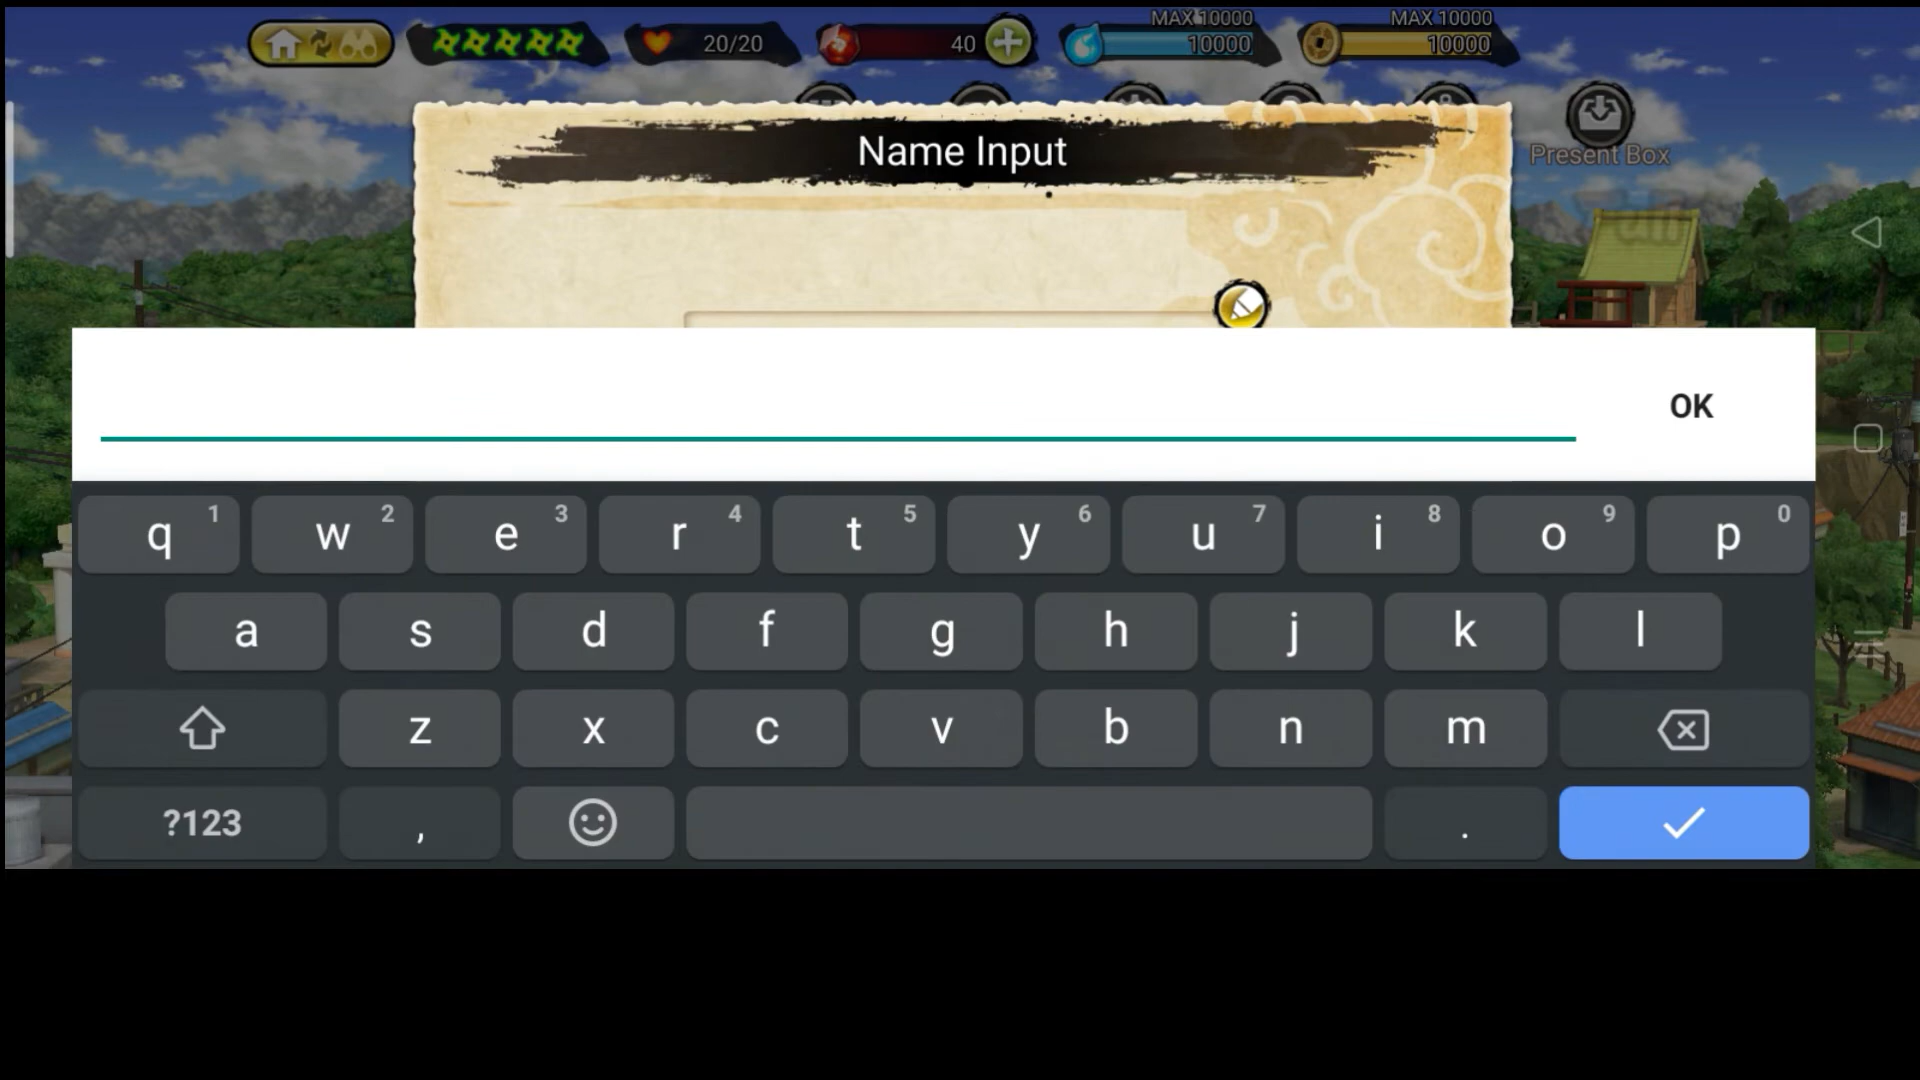 MAX 10000
MAX 10000
20/20
40
10000
10000
Name Input
Present Box
OK
q 1 w 2 e 3 r 4 t 5 y 6 u 7 i 8 o 9 p 0
a s d f g h j k l
z x c v b n m
?123 , .